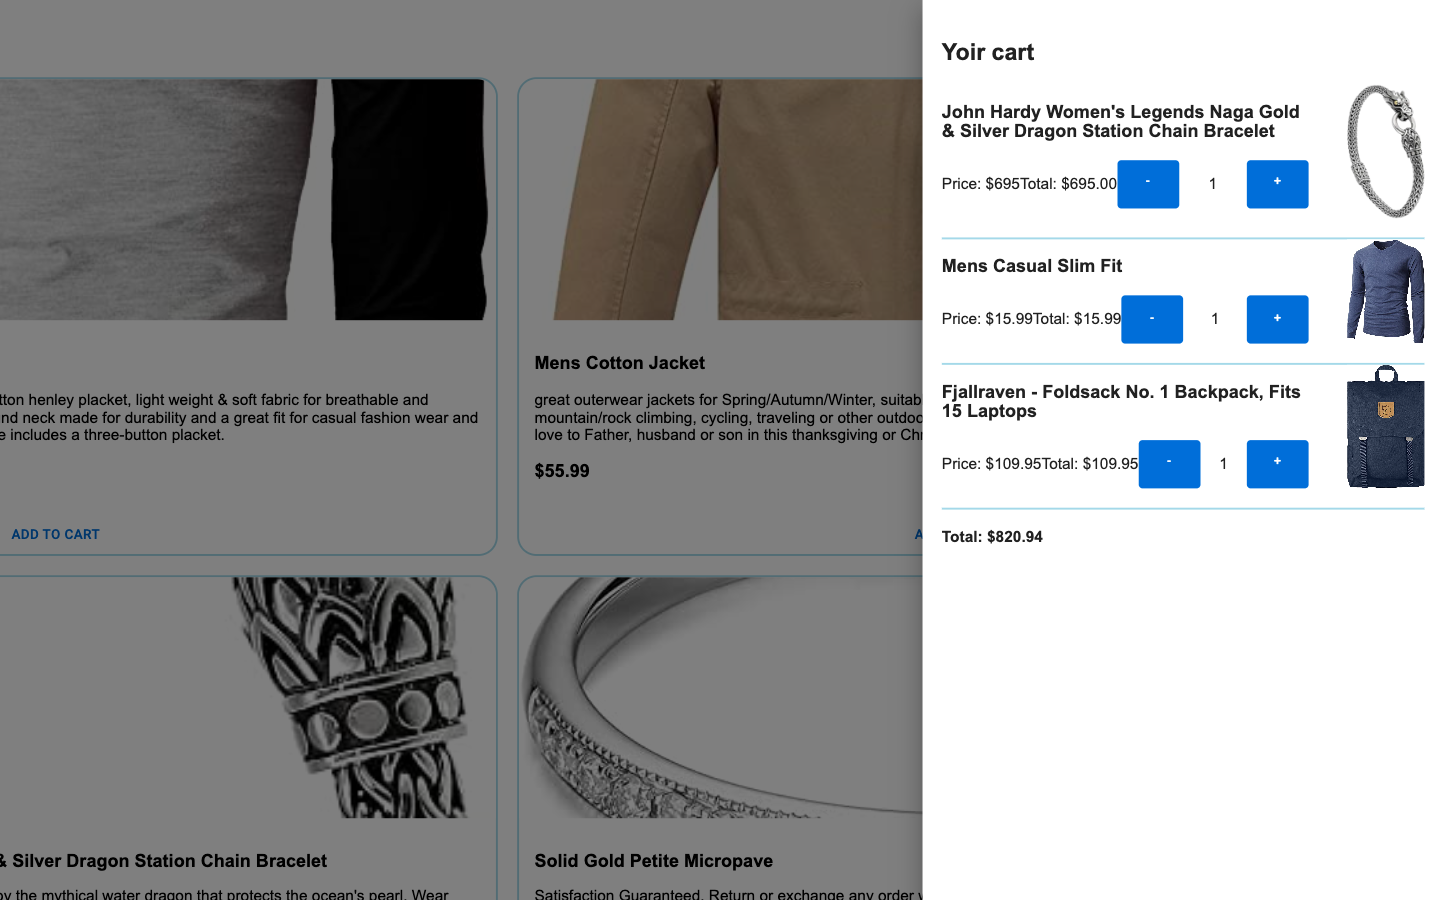 Yoir cart
John Hardy Women's Legends Naga Gold
& Silver Dragon Station Chain Bracelet
Price: $695Total: $695.00
-
1
+
Mens Casual Slim Fit
Price: $15.99Total: $15.99
-
1
+
Fjallraven - Foldsack No. 1 Backpack, Fits
15 Laptops
Price: $109.95Total: $109.95
-
1
+
Total: $820.94
tton henley placket, light weight & soft fabric for breathable and
nd neck made for durability and a great fit for casual fashion wear and
e includes a three-button placket.
ADD TO CART
Mens Cotton Jacket
great outerwear jackets for Spring/Autumn/Winter, suitab
mountain/rock climbing, cycling, traveling or other outdoo
love to Father, husband or son in this thanksgiving or Chr
$55.99
A
& Silver Dragon Station Chain Bracelet
by the mythical water dragon that protects the ocean's pearl. Wear
Solid Gold Petite Micropave
Satisfaction Guaranteed. Return or exchange any order